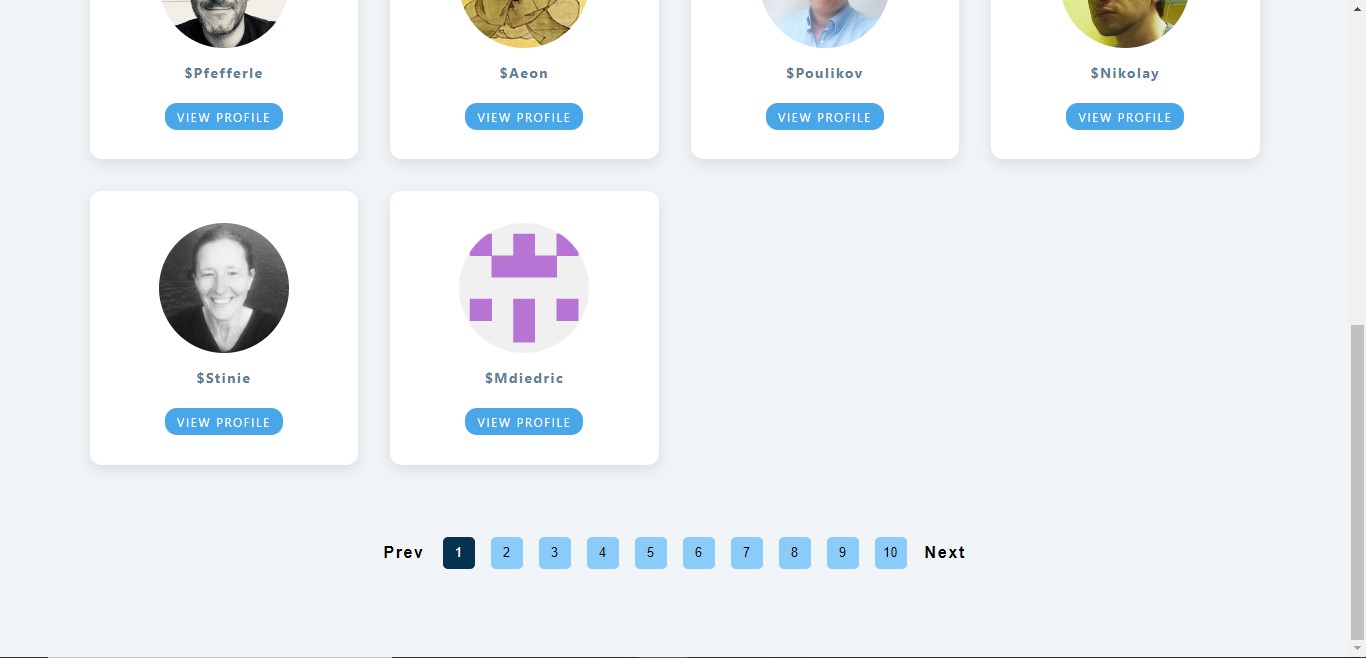 $Pfefferle $Aeon $Poulikov $Nikolay
VIEW PROFILE VIEW PROFILE VIEW PROFILE VIEW PROFILE
$Stinie $Mdiedric
VIEW PROFILE VIEW PROFILE
Prev 1 2 3 4 5 6 7 8 9 10 Next